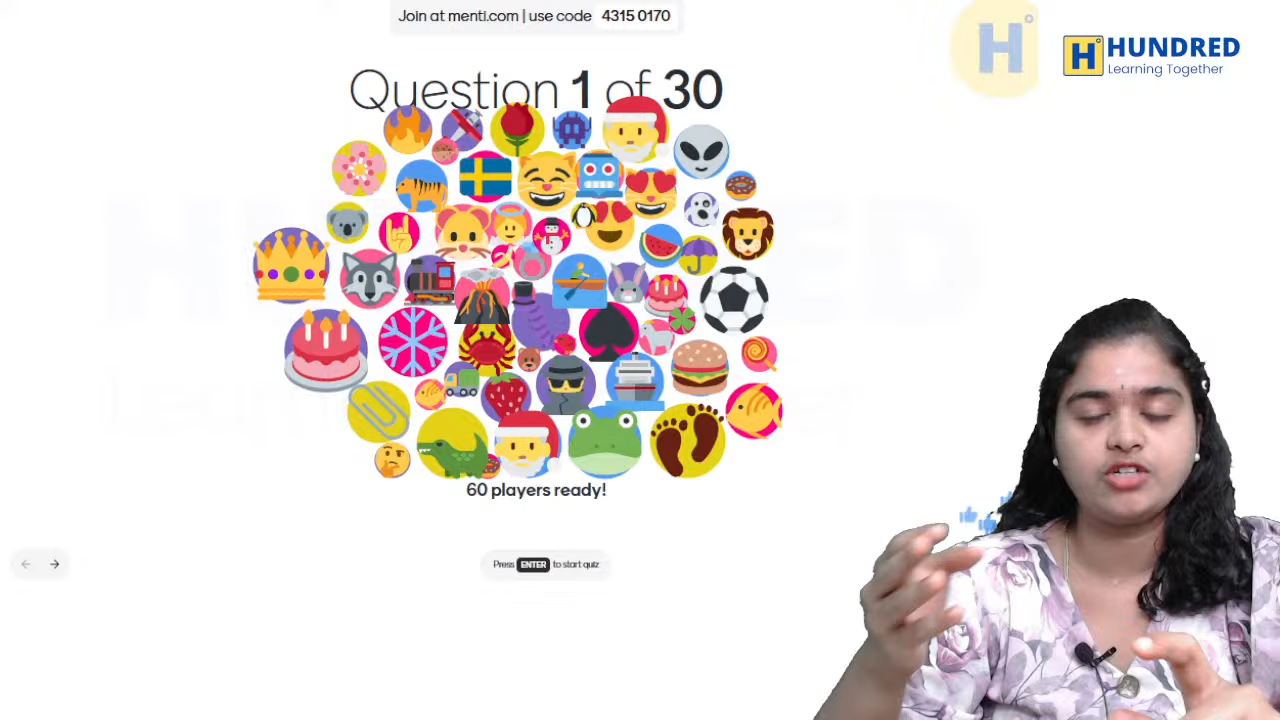 Join at menti.com | use code 4315 0170
H HUNDRED
Learning Together
H
Question 1 of 30
60 players ready!
Press ENTER to start quiz